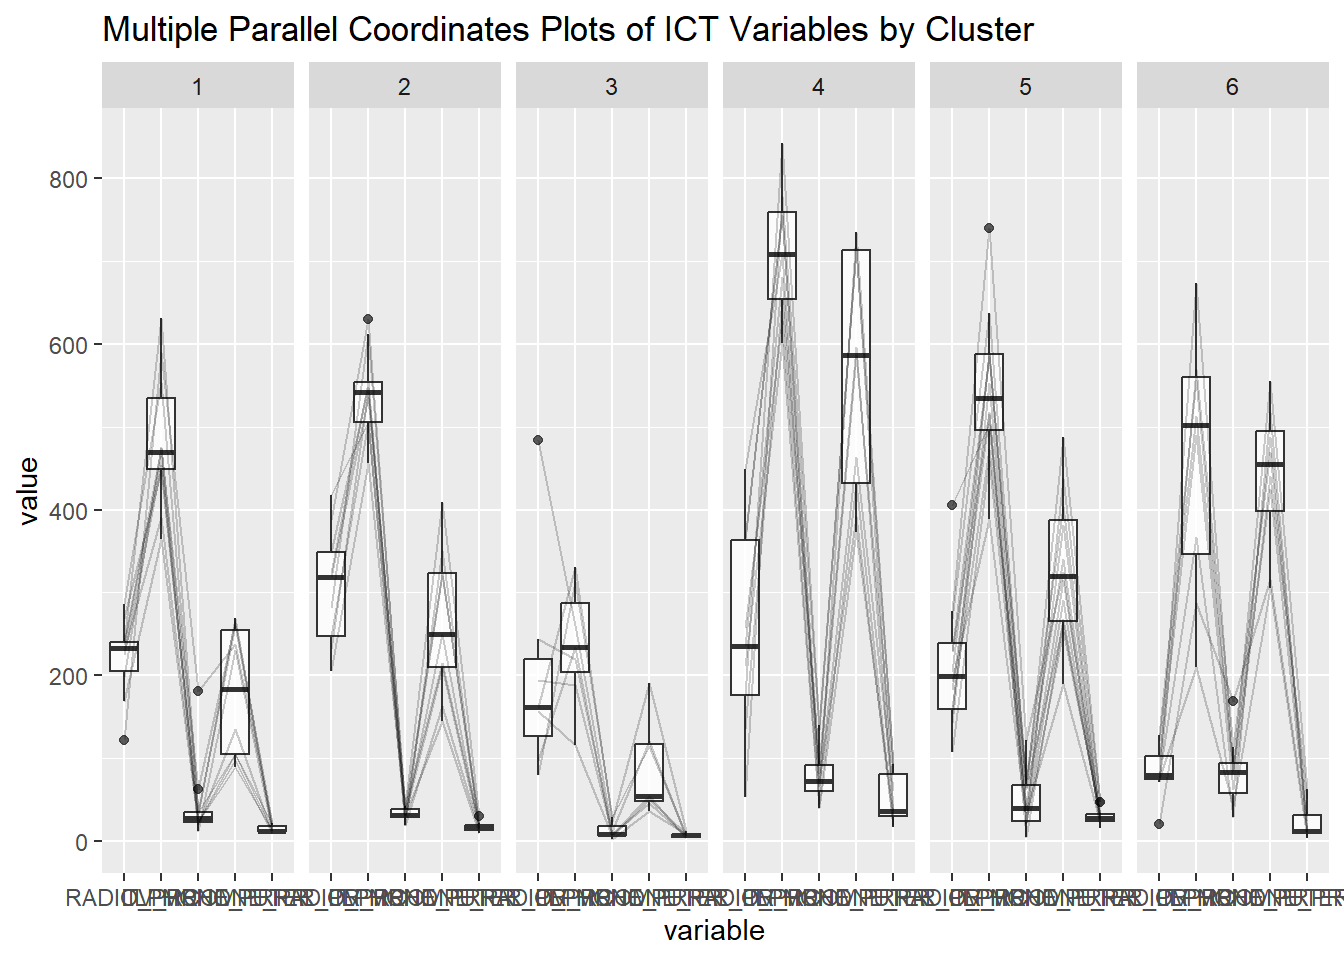 Multiple Parallel Coordinates Plots of ICT Variables by Cluster
1 2 3 4 5 6
800
600
400
200
0
value
variable